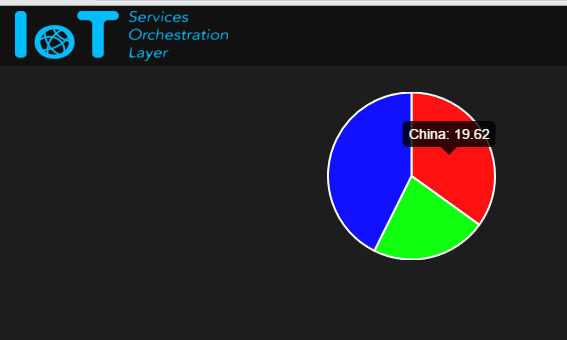 IoT
Services
Orchestration
Layer
China: 19.62